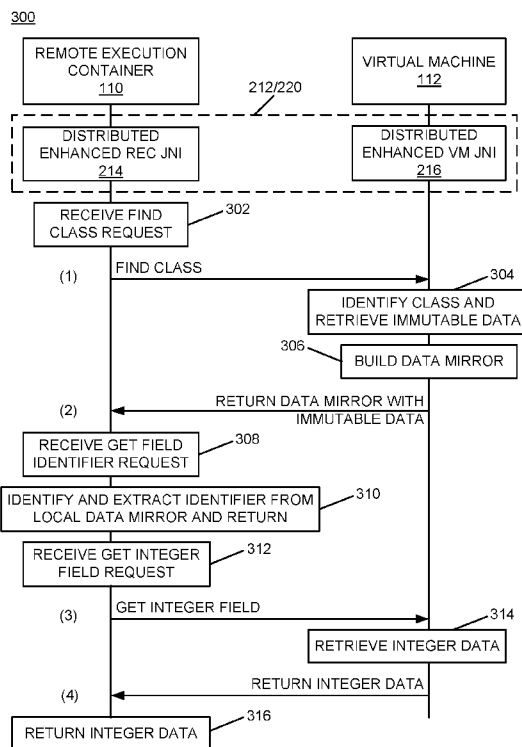 300
REMOTE EXECUTION
CONTAINER
110
VIRTUAL MACHINE
112
212/220
DISTRIBUTED
ENHANCED REC JNI
214
DISTRIBUTED
ENHANCED VM JNI
216
RECEIVE FIND
CLASS REQUEST
302
(1)
FIND CLASS
304
IDENTIFY CLASS AND
RETRIEVE IMMUTABLE DATA
306
BUILD DATA MIRROR
(2)
RETURN DATA MIRROR WITH
IMMUTABLE DATA
RECEIVE GET FIELD
IDENTIFIER REQUEST
308
IDENTIFY AND EXTRACT IDENTIFIER FROM
LOCAL DATA MIRROR AND RETURN
310
RECEIVE GET INTEGER
FIELD REQUEST
312
(3)
GET INTEGER FIELD
314
RETRIEVE INTEGER DATA
(4)
RETURN INTEGER DATA
RETURN INTEGER DATA
316